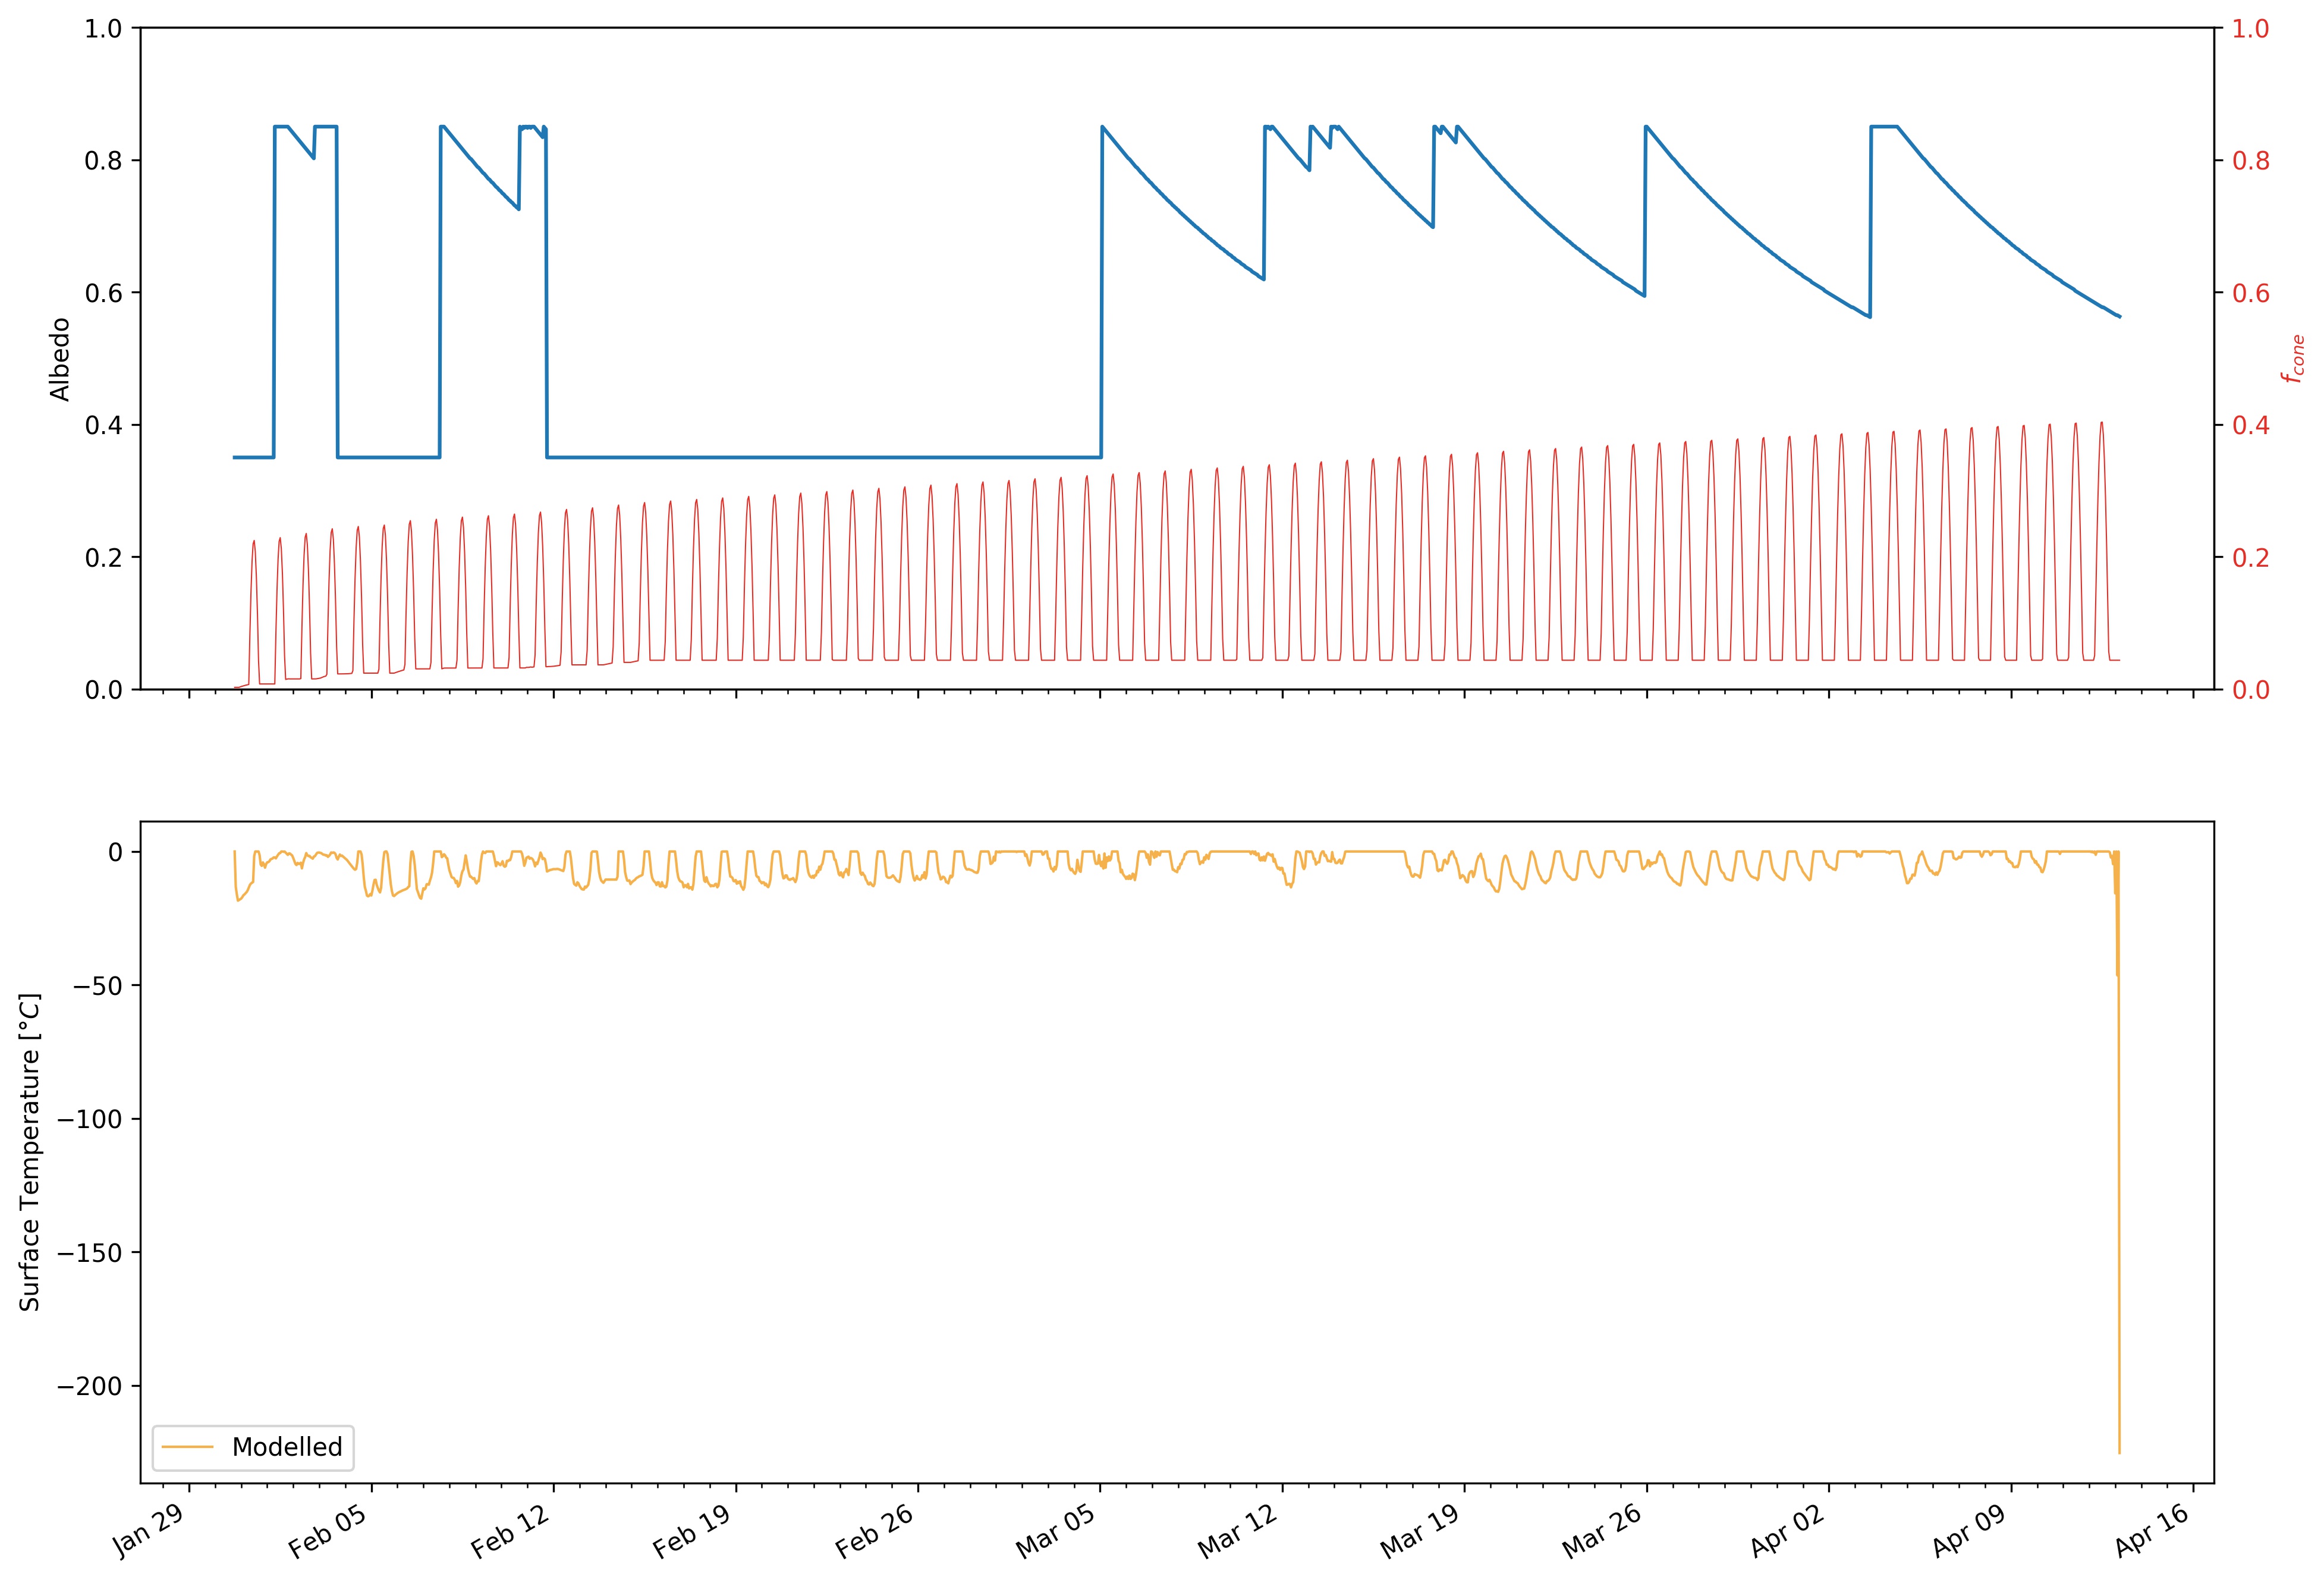 1.0
0.8
0.6
0.4
0.2
0.0
Albedo
1.0
0.8
0.6
0.4
0.2
0.0
fcone
0
−50
−100
−150
−200
Surface Temperature [°C]
Modelled
Jan 29
Feb 05
Feb 12
Feb 19
Feb 26
Mar 05
Mar 12
Mar 19
Mar 26
Apr 02
Apr 09
Apr 16